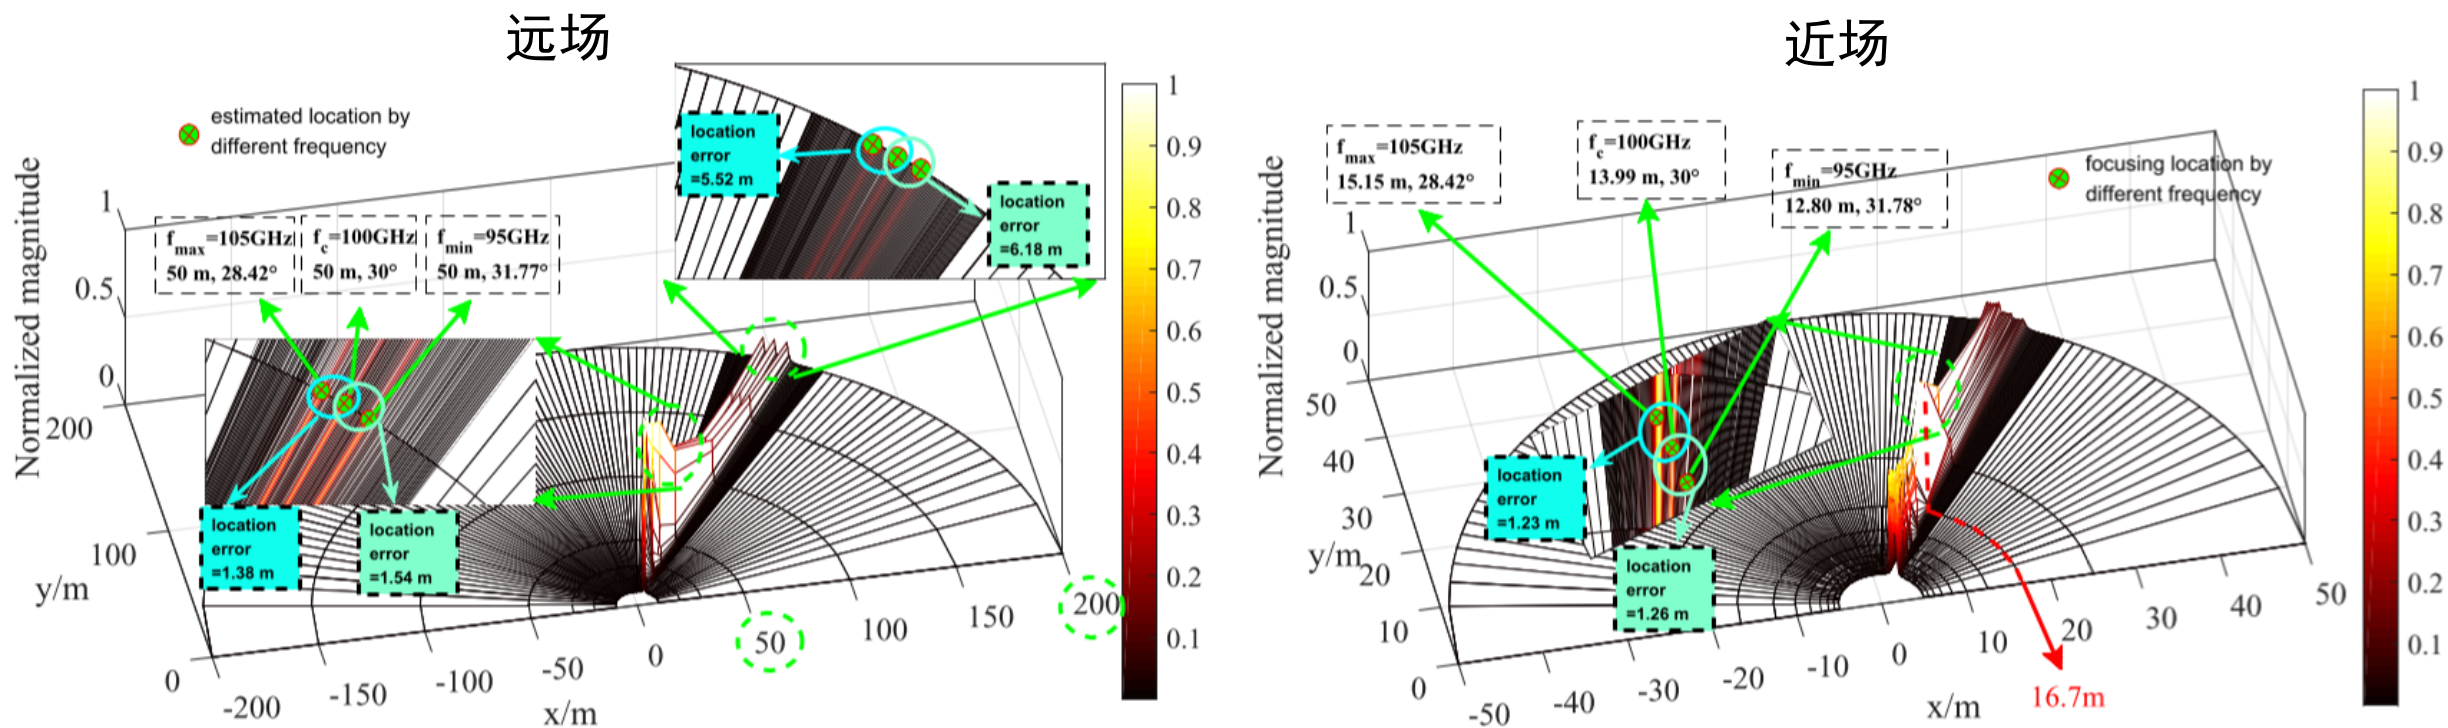 远场
近场
estimated location by
different frequency
Normalized magnitude
1
0.5
0
200
100
0
y/m
fmax=105GHz
50 m, 28.42°
fc=100GHz
50 m, 30°
fmin=95GHz
50 m, 31.77°
location
error
=5.52 m
location
error
=6.18 m
location
error
=1.38 m
location
error
=1.54 m
-200
-150
-100
-50
0
50
100
150
200
x/m
1
0.9
0.8
0.7
0.6
0.5
0.4
0.3
0.2
0.1
Normalized magnitude
1
0.5
0
50
40
30
20
10
0
y/m
fmax=105GHz
15.15 m, 28.42°
fc=100GHz
13.99 m, 30°
fmin=95GHz
12.80 m, 31.78°
focusing location by
different frequency
location
error
=1.23 m
location
error
=1.26 m
-50
-40
-30
-20
-10
0
10
20
30
40
50
x/m
16.7m
1
0.9
0.8
0.7
0.6
0.5
0.4
0.3
0.2
0.1